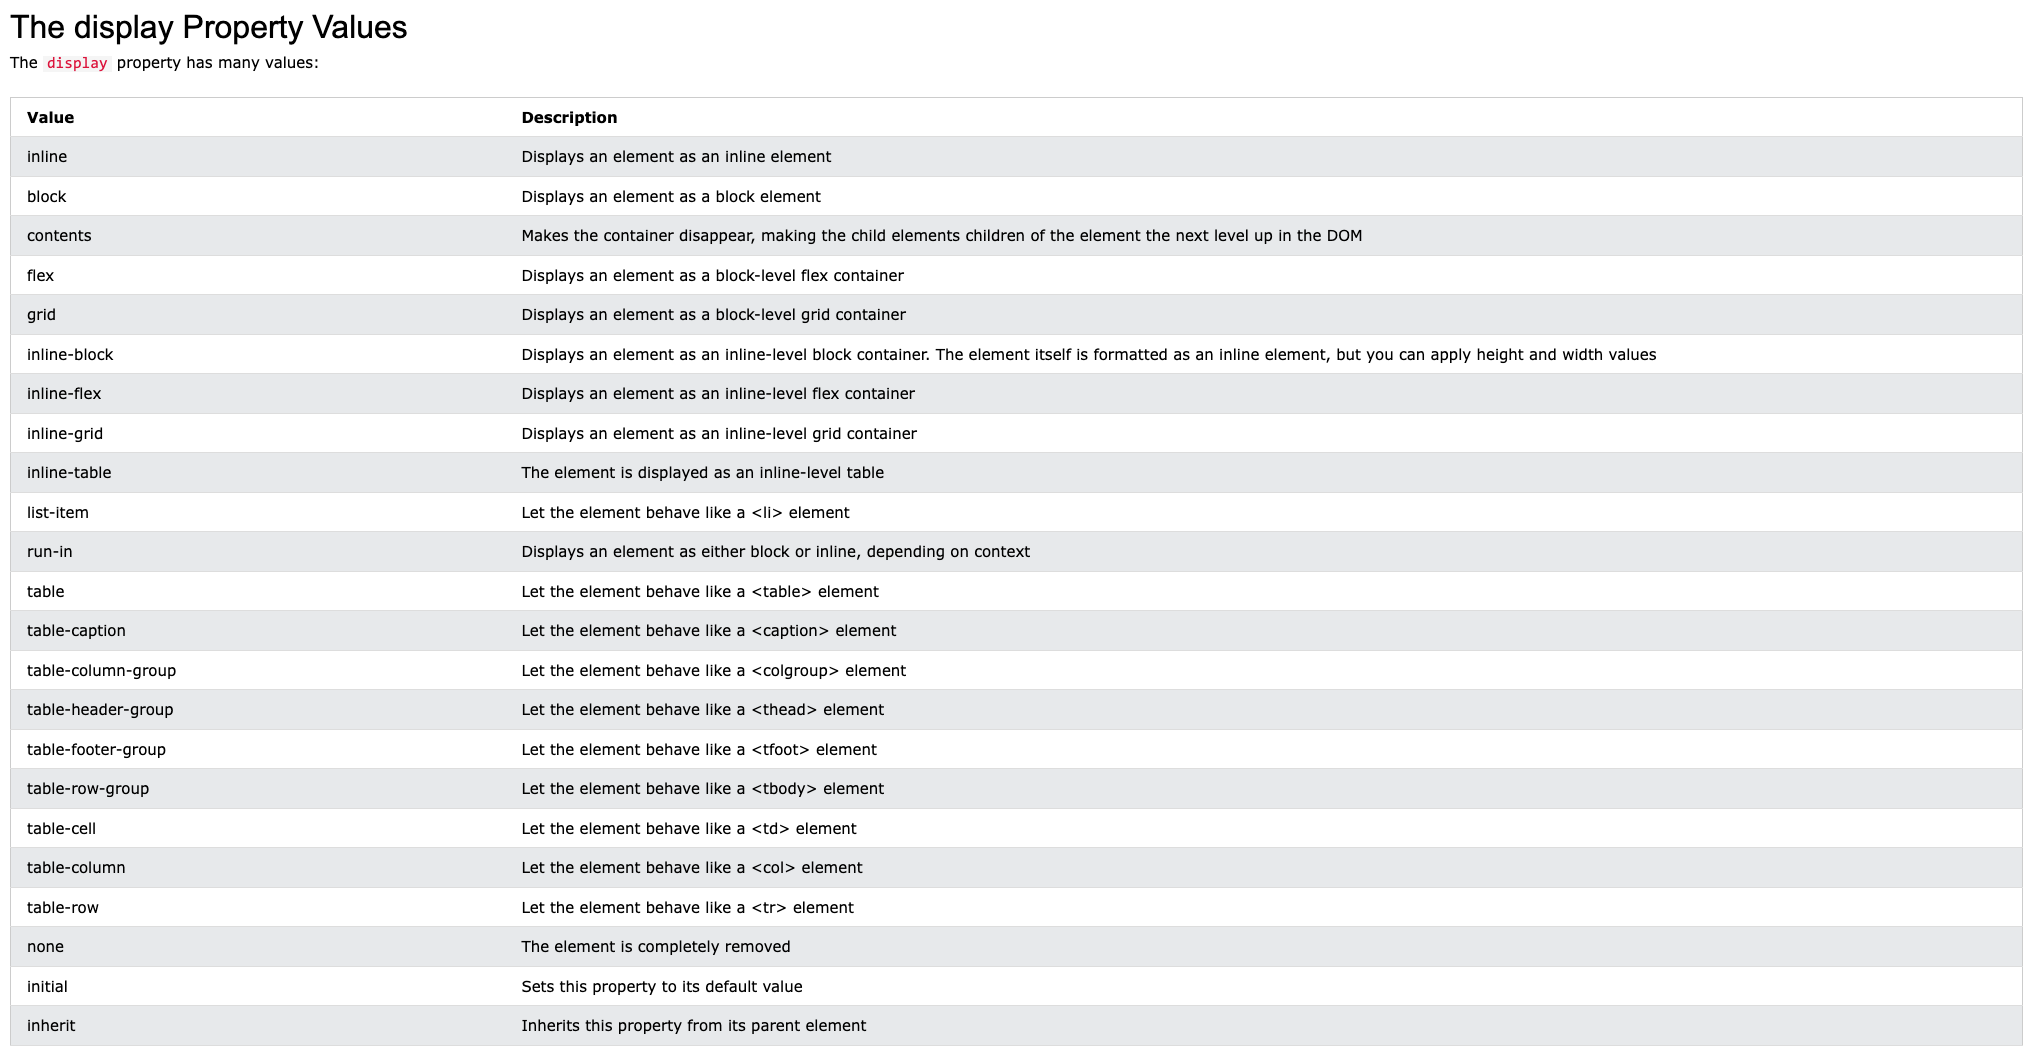 The display Property Values
The display property has many values:
Value Description
inline Displays an element as an inline element
block Displays an element as a block element
contents Makes the container disappear, making the child elements children of the element the next level up in the DOM
flex Displays an element as a block-level flex container
grid Displays an element as a block-level grid container
inline-block Displays an element as an inline-level block container. The element itself is formatted as an inline element, but you can apply height and width values
inline-flex Displays an element as an inline-level flex container
inline-grid Displays an element as an inline-level grid container
inline-table The element is displayed as an inline-level table
list-item Let the element behave like a <li> element
run-in Displays an element as either block or inline, depending on context
table Let the element behave like a <table> element
table-caption Let the element behave like a <caption> element
table-column-group Let the element behave like a <colgroup> element
table-header-group Let the element behave like a <thead> element
table-footer-group Let the element behave like a <tfoot> element
table-row-group Let the element behave like a <tbody> element
table-cell Let the element behave like a <td> element
table-column Let the element behave like a <col> element
table-row Let the element behave like a <tr> element
none The element is completely removed
initial Sets this property to its default value
inherit Inherits this property from its parent element